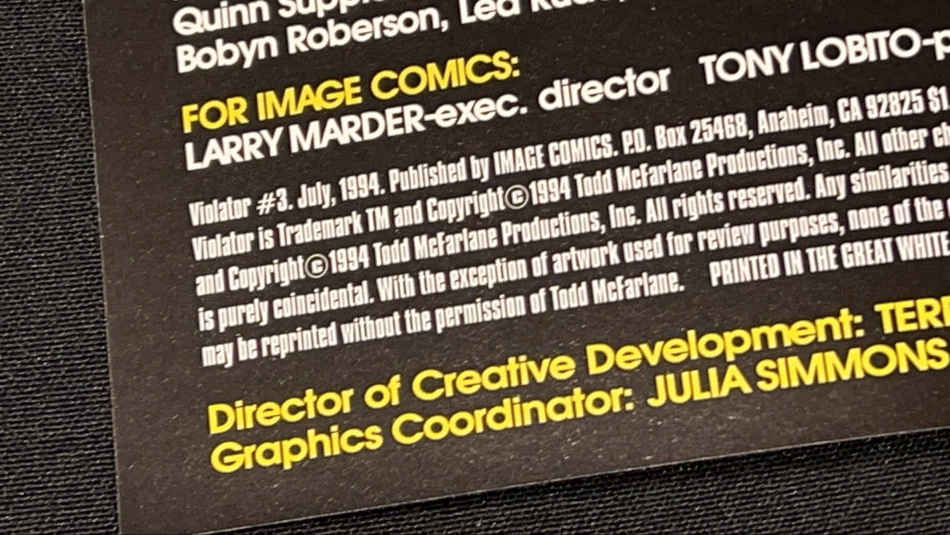 Quinn
Bobyn Roberson,
FOR IMAGE COMICS:
LARRY MARDER-exec. director TONY LOBITO-p
Violator #3. July, 1994. Published by IMAGE COMICS. P.O. Box 25468, Anaheim, CA 92825 $1
Violator is Trademark TM and Copyright©1994 Todd McFarlane Productions, Inc. All other
and Copyright©1994 Todd McFarlane Productions, Inc. All rights reserved. Any similarities
is purely coincidental. With the exception of artwork used for review purposes, none of the
may be reprinted without the permission of Todd McFarlane. PRINTED IN THE GREAT WHITE
Director of Creative Development: TER
Graphics Coordinator: JULIA SIMMONS